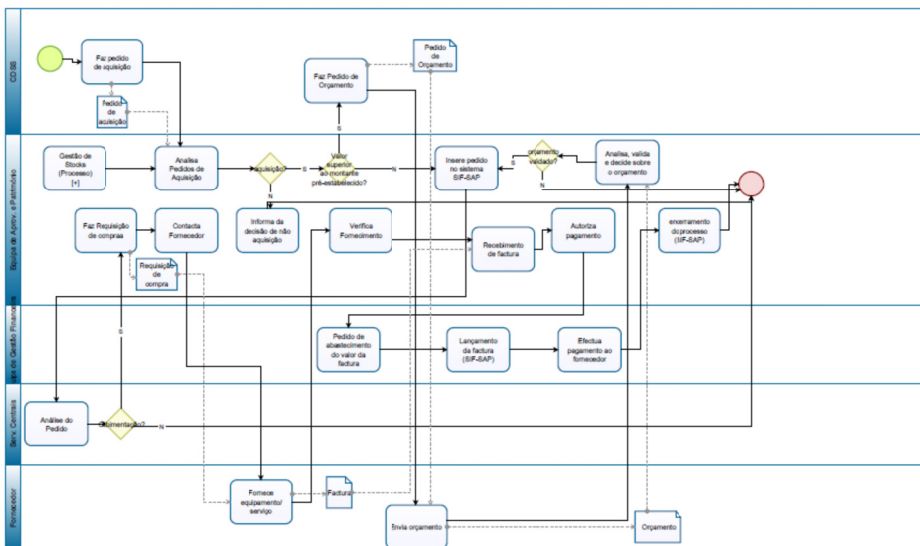 CDSS
Faz pedido
de aquisição
Pedido
de
aquisição
Faz Pedido de
Orçamento
Pedido
de
Orçamento
S
Equipa de Aprov. e Património
Gestão de
Stocks
(Processo)
[+]
Analisa
Pedidos de
Aquisição
aquisição?
S
N
Valor
superior
ao montante
pré-estabelecido?
N
Insere pedido
no sistema
SIF-SAP
S
orçamento
validado?
N
Analisa, valida
e decide sobre
o orçamento
Faz Requisição
de compraa
Contacta
Fornecedor
Requisição
de
compra
Informa da
decisão de não
aquisição
Verifica
Fornecimento
Recebimento
de factura
Autoriza
pagamento
encerramento
do processo
(SIF-SAP)
S
de Gestão Financeira
Pedido de
abastecimento
do valor da
factura
Lançamento
da factura
(SIF-SAP)
Efectua
pagamento ao
fornecedor
Serv. Centrais
Análise do
Pedido
N
Fornecedor
Fornece
equipamento/
serviço
Factura
Envia orçamento
Orçamento